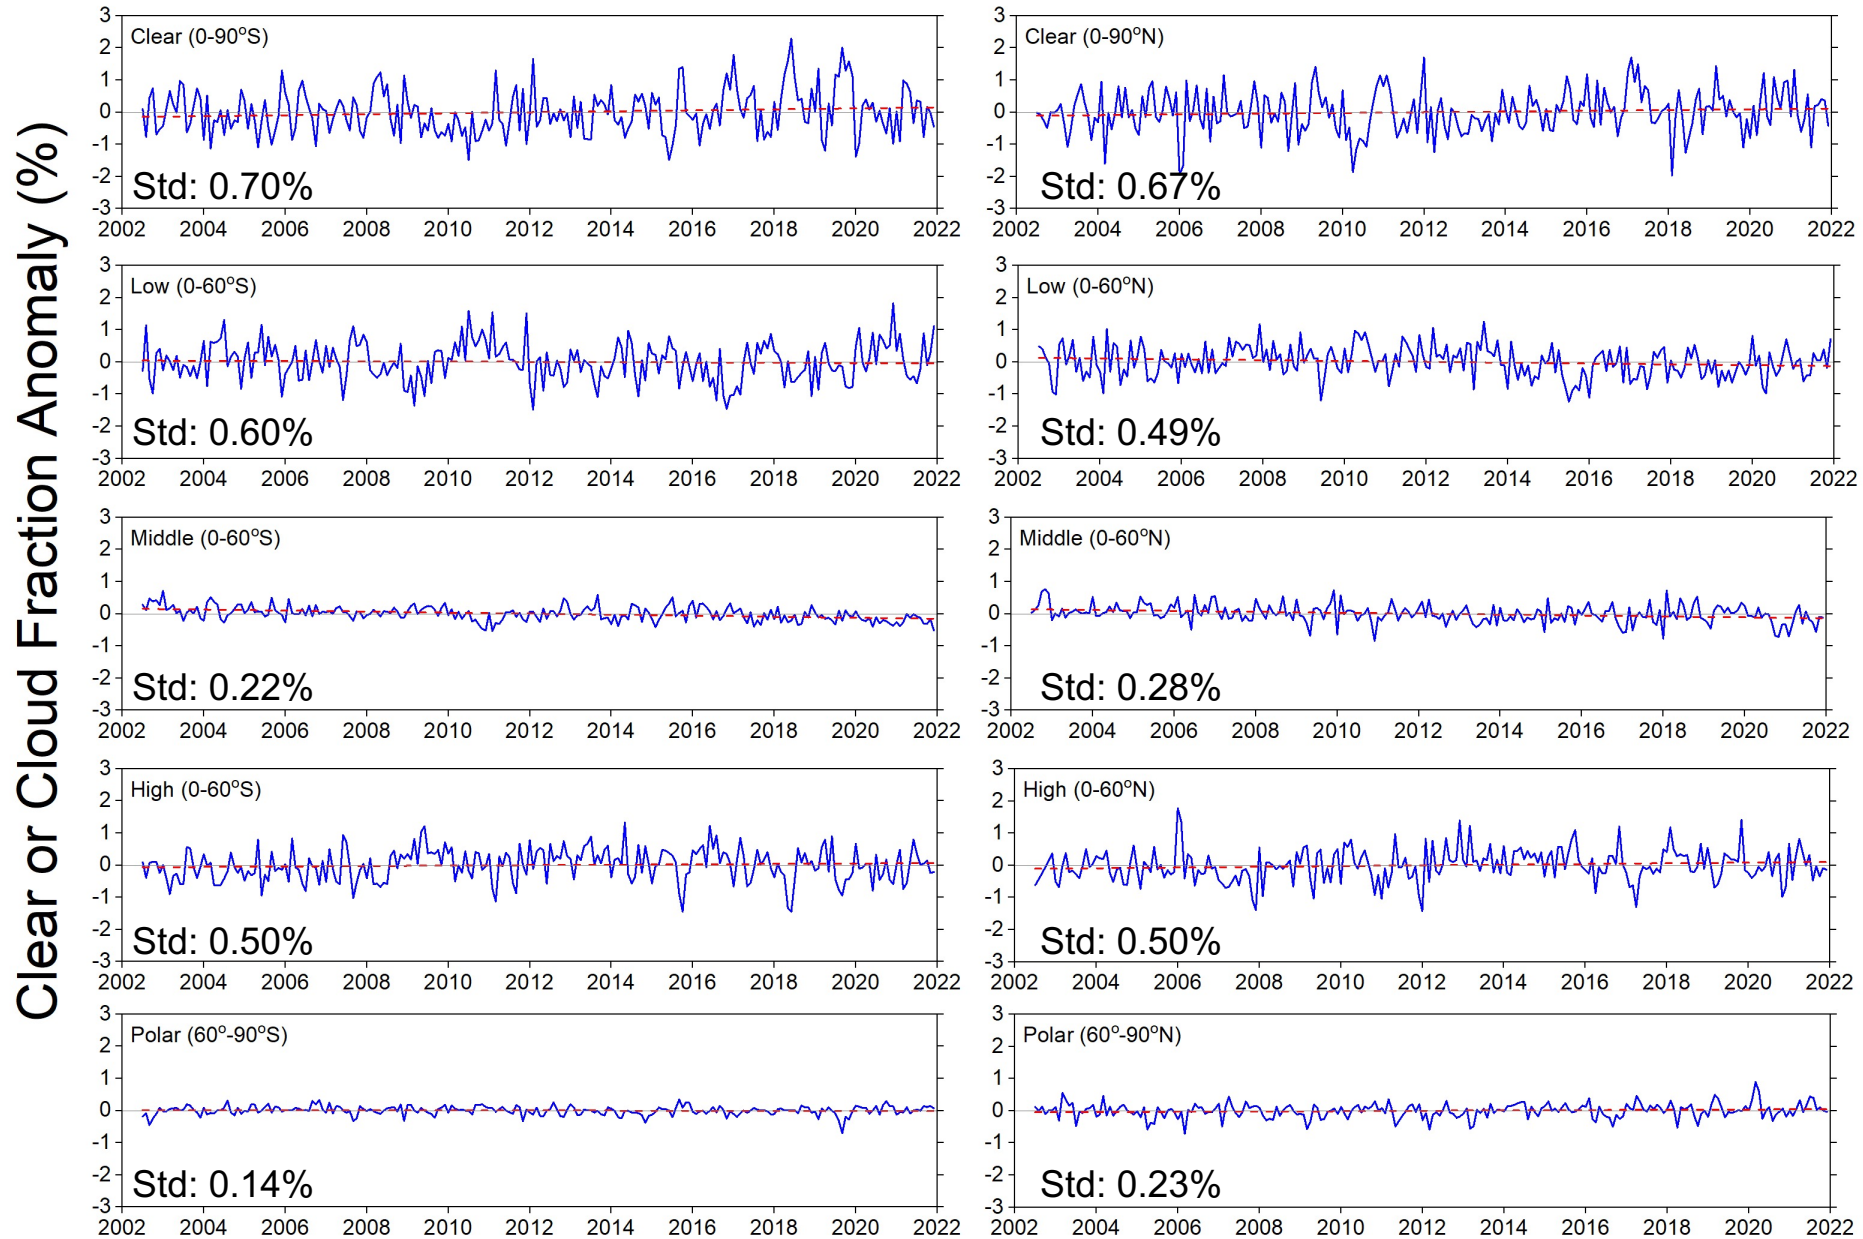 Clear or Cloud Fraction Anomaly (%)
3
2
1
0
-1
-2
-3
Clear (0-90°S)
Std: 0.70%
2002 2004 2006 2008 2010 2012 2014 2016 2018 2020 2022
3
2
1
0
-1
-2
-3
Clear (0-90°N)
Std: 0.67%
2002 2004 2006 2008 2010 2012 2014 2016 2018 2020 2022
3
2
1
0
-1
-2
-3
Low (0-60°S)
Std: 0.60%
2002 2004 2006 2008 2010 2012 2014 2016 2018 2020 2022
3
2
1
0
-1
-2
-3
Low (0-60°N)
Std: 0.49%
2002 2004 2006 2008 2010 2012 2014 2016 2018 2020 2022
3
2
1
0
-1
-2
-3
Middle (0-60°S)
Std: 0.22%
2002 2004 2006 2008 2010 2012 2014 2016 2018 2020 2022
3
2
1
0
-1
-2
-3
Middle (0-60°N)
Std: 0.28%
2002 2004 2006 2008 2010 2012 2014 2016 2018 2020 2022
3
2
1
0
-1
-2
-3
High (0-60°S)
Std: 0.50%
2002 2004 2006 2008 2010 2012 2014 2016 2018 2020 2022
3
2
1
0
-1
-2
-3
High (0-60°N)
Std: 0.50%
2002 2004 2006 2008 2010 2012 2014 2016 2018 2020 2022
3
2
1
0
-1
-2
-3
Polar (60°-90°S)
Std: 0.14%
2002 2004 2006 2008 2010 2012 2014 2016 2018 2020 2022
3
2
1
0
-1
-2
-3
Polar (60°-90°N)
Std: 0.23%
2002 2004 2006 2008 2010 2012 2014 2016 2018 2020 2022